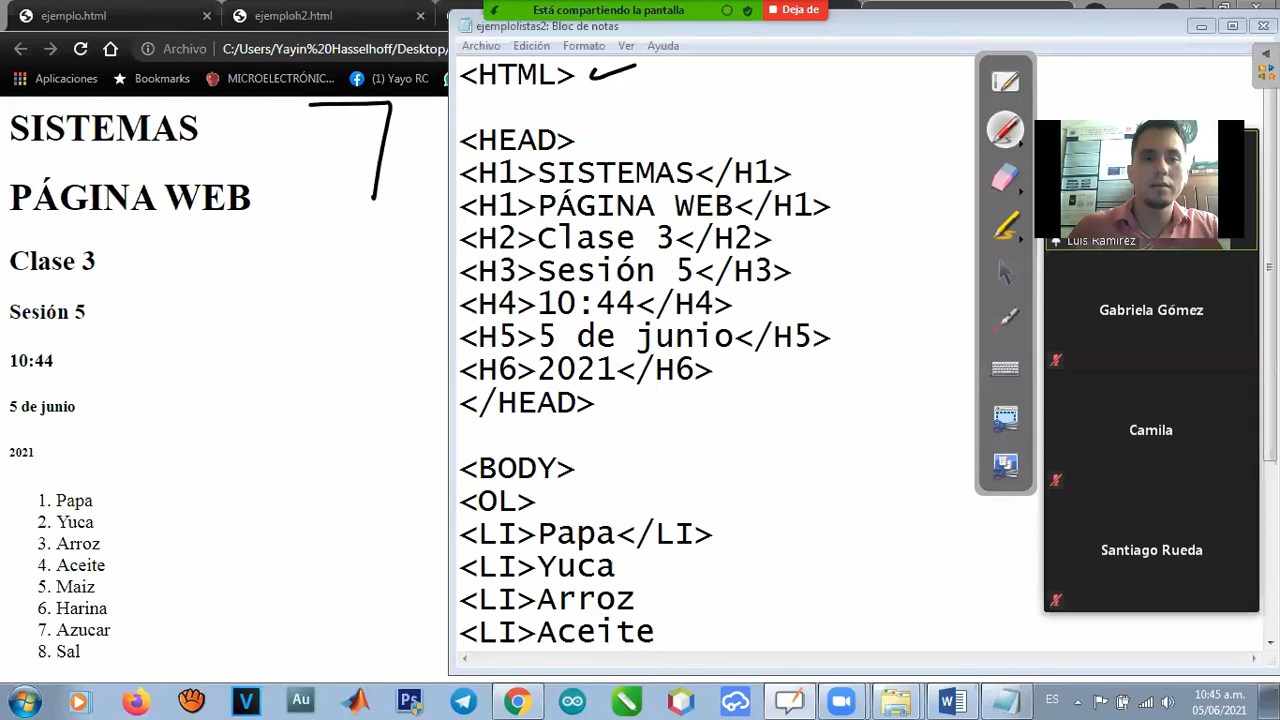 ejemplo.html
ejemploh2.html
Archivo
C:/Users/Yayin%20Hasselhoff/Desktop/
Aplicaciones
Bookmarks
MICROELECTRÓNIC...
(1) Yayo RC
SISTEMAS
PÁGINA WEB
Clase 3
Sesión 5
10:44
5 de junio
2021
1. Papa
2. Yuca
3. Arroz
4. Aceite
5. Maiz
6. Harina
7. Azucar
8. Sal
compartiendo la pantalla
Deja de
ejemplolistas2: Bloc de notas
Archivo Edición Formato Ver Ayuda
<HTML>
<HEAD>
<H1>SISTEMAS</H1>
<H1>PÁGINA WEB</H1>
<H2>Clase 3</H2>
<H3>Sesión 5</H3>
<H4>10:44</H4>
<H5>5 de junio</H5>
<H6>2021</H6>
</HEAD>
<BODY>
<OL>
<LI>Papa</LI>
<LI>Yuca
<LI>Arroz
<LI>Aceite
Luis Ramirez
Gabriela Gómez
Camila
Santiago Rueda
V
Au
Ps
W
ES
10:45 a.m.
05/06/2021